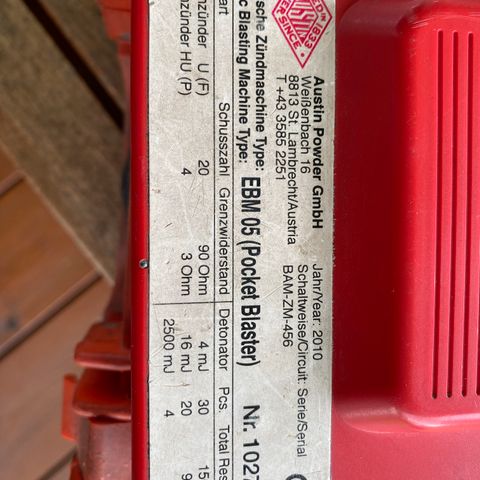 Austin Powder GmbH
Weißenbach 16
8813 St. Lambrecht/Austria
T +43 3585 2251
Jahr/Year: 2010
Schaltweise/Circuit: Serie/Serial
BAM-ZM-456
sche Zündmaschine Type:
c Blasting Machine Type: EBM 05 (Pocket Blaster) Nr. 1027
art Schusszahl Grenzwiderstand Detonator Pcs. Total Res
nzünder U (F) 20 90 Ohm 4 mJ 30 15
nzünder HU (P) 4 3 Ohm 16 mJ 20 9
2500 mJ 4